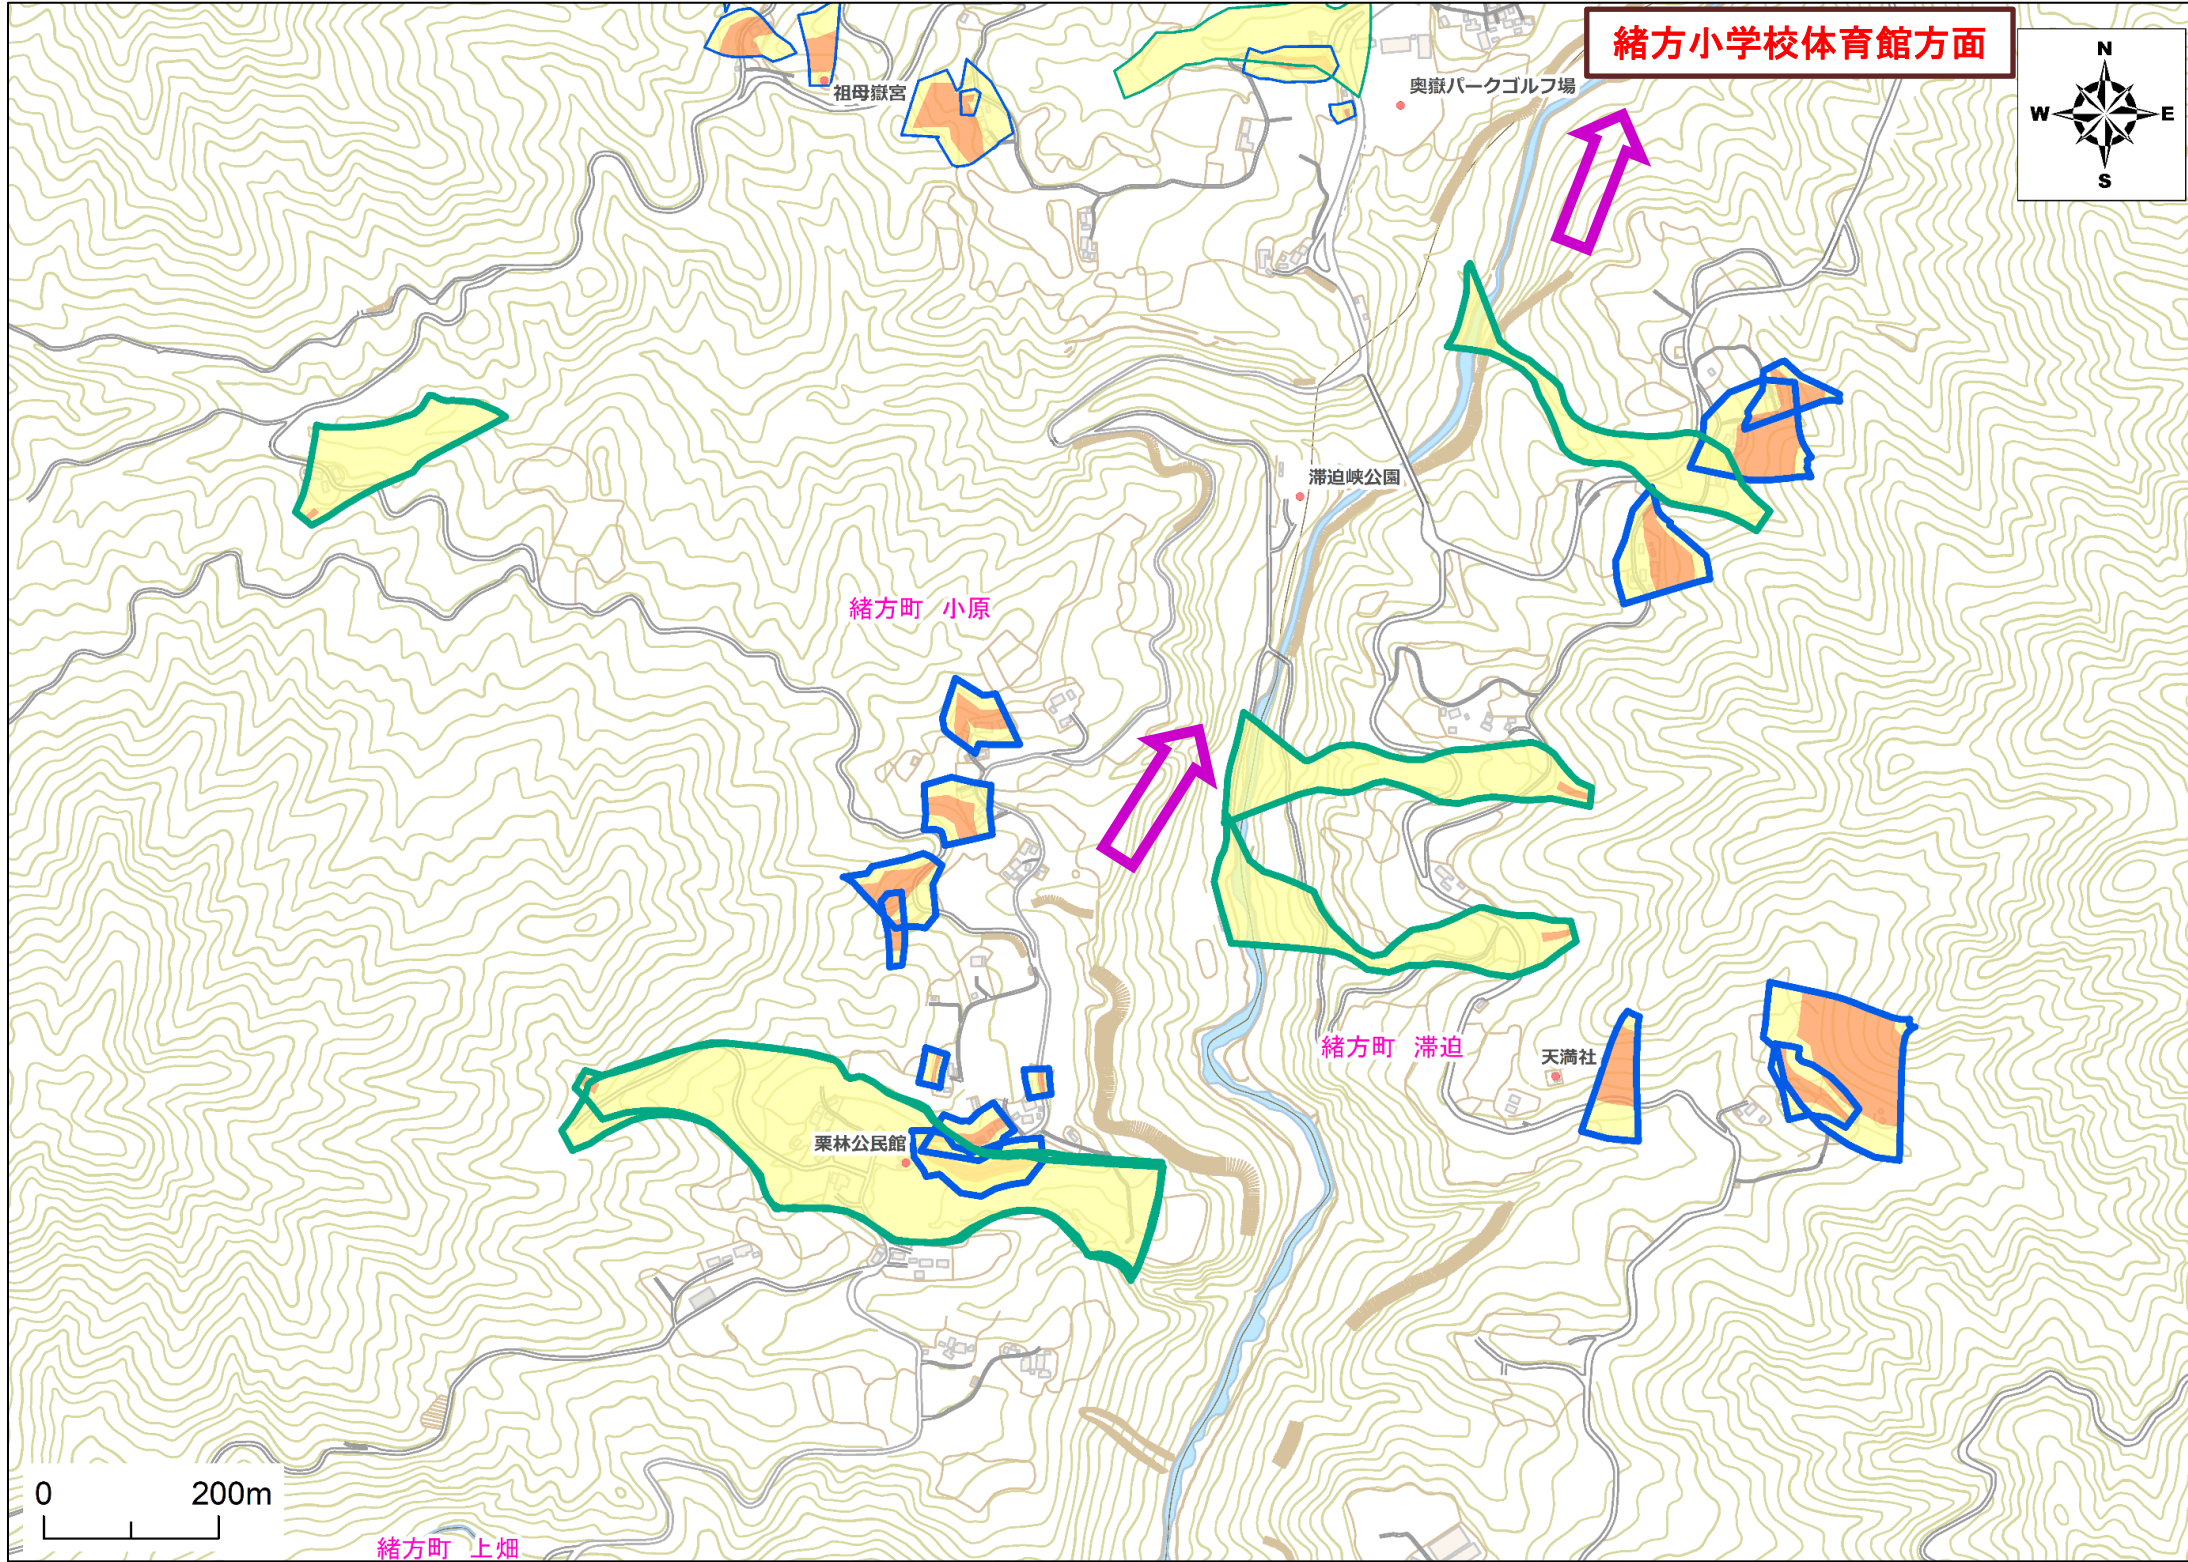 緒方小学校体育館方面
N
W
E
S
祖母嶽宮
奥嶽パークゴルフ場
滞迫峡公園
緒方町 小原
緒方町 滞迫
天満社
栗林公民館
0 200m
緒方町 上畑